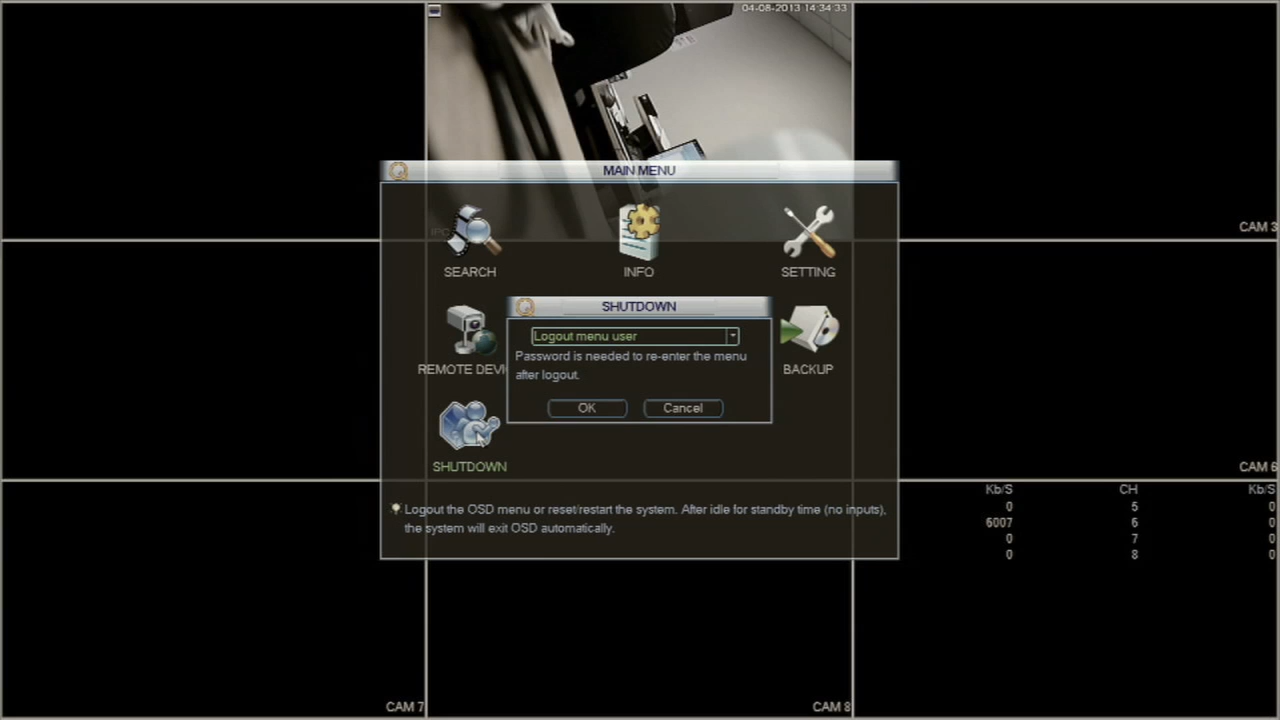 04-08-2013 14:34:33
MAIN MENU
IPC
CAM 3
SEARCH
INFO
SETTING
SHUTDOWN
Logout menu user
Password is needed to re-enter the menu
after logout.
REMOTE DEVI
BACKUP
OK
Cancel
SHUTDOWN
CAM 6
Logout the OSD menu or reset/restart the system. After idle for standby time (no inputs),
the system will exit OSD automatically.
Kb/S CH Kb/S
0 5 0
6007 6 0
0 7 0
0 8 0
CAM 7
CAM 8